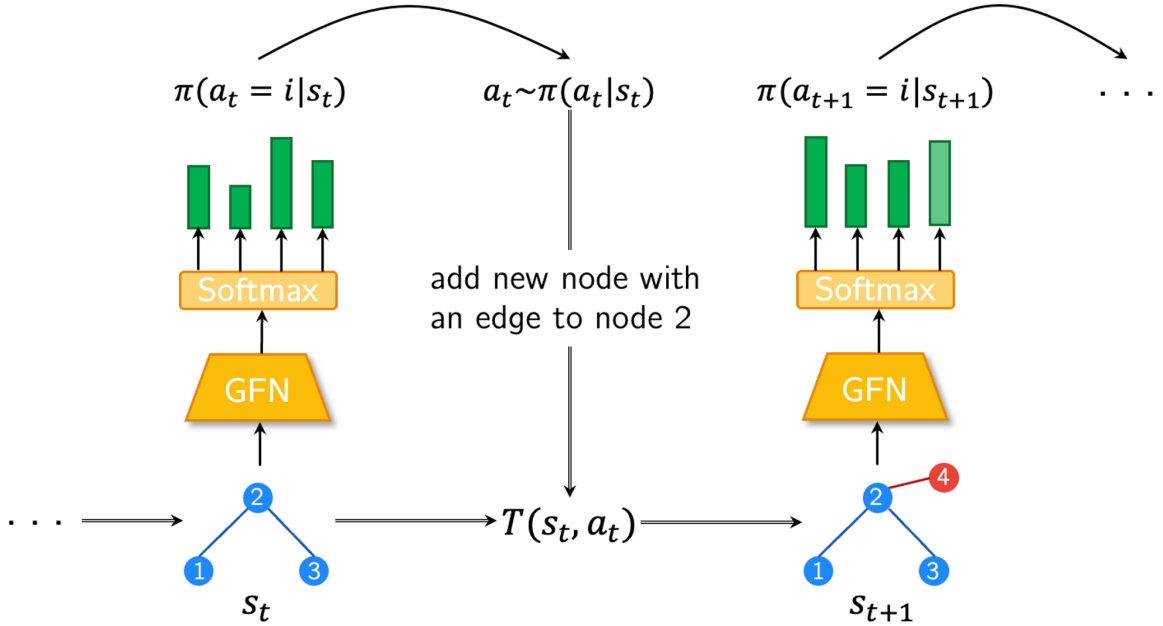 π(a_t = i|s_t)
a_t~π(a_t|s_t)
π(a_{t+1} = i|s_{t+1})
. . .
Softmax
add new node with
an edge to node 2
Softmax
GFN
GFN
2
1
3
s_t
. . .
T(s_t, a_t)
2
4
1
3
s_{t+1}